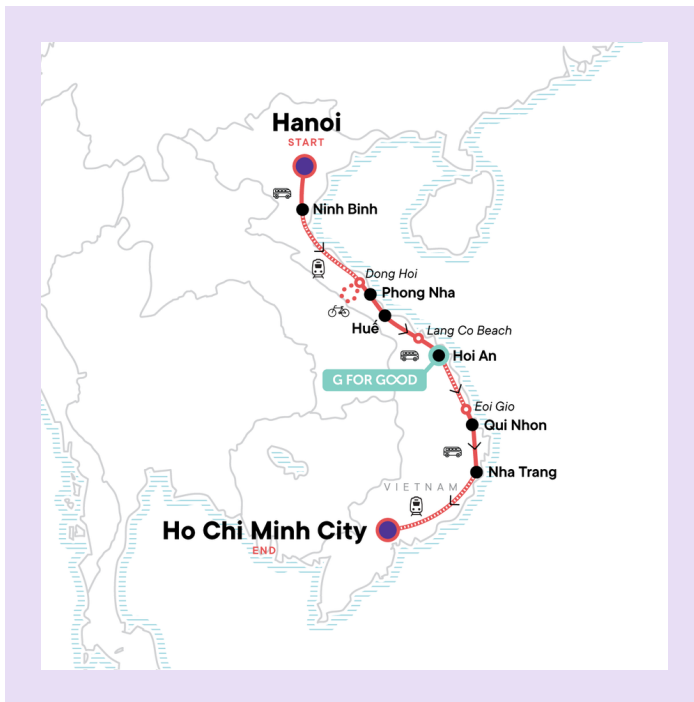 Hanoi
START
Ninh Binh
Dong Hoi
Phong Nha
Huế
Lang Co Beach
Hoi An
G FOR GOOD
Eoi Gio
Qui Nhon
Nha Trang
VIETNAM
Ho Chi Minh City
END